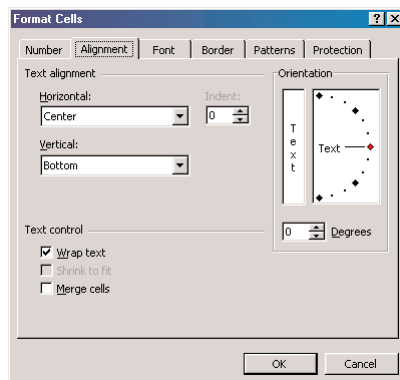 Format Cells
Number Alignment Font Border Patterns Protection
Text alignment
Horizontal:
Center
Indent:
0
Vertical:
Bottom
Orientation
Text
Text
0 Degrees
Text control
Wrap text
Shrink to fit
Merge cells
OK Cancel